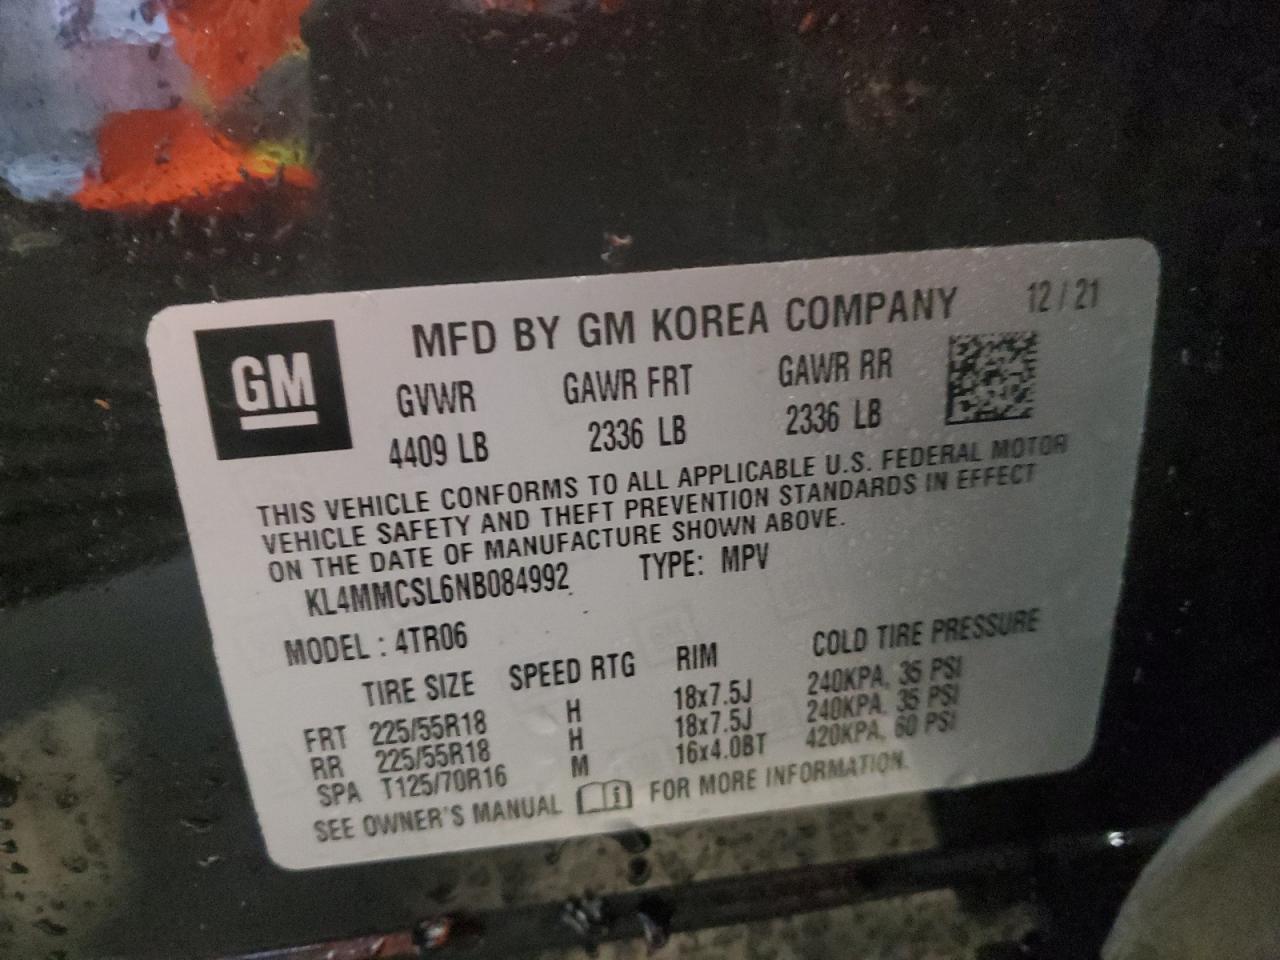 GM
MFD BY GM KOREA COMPANY 12 / 21
GVWR GAWR FRT GAWR RR
4409 LB 2336 LB 2336 LB
THIS VEHICLE CONFORMS TO ALL APPLICABLE U.S. FEDERAL MOTOR
VEHICLE SAFETY AND THEFT PREVENTION STANDARDS IN EFFECT
ON THE DATE OF MANUFACTURE SHOWN ABOVE.
KL4MMCSL6NB084992 TYPE: MPV
MODEL : 4TR06
TIRE SIZE SPEED RTG RIM COLD TIRE PRESSURE
FRT 225/55R18 H 18x7.5J 240KPA, 35 PSI
RR 225/55R18 H 18x7.5J 240KPA, 35 PSI
SPA T125/70R16 M 16x4.0BT 420KPA, 60 PSI
SEE OWNER'S MANUAL FOR MORE INFORMATION.